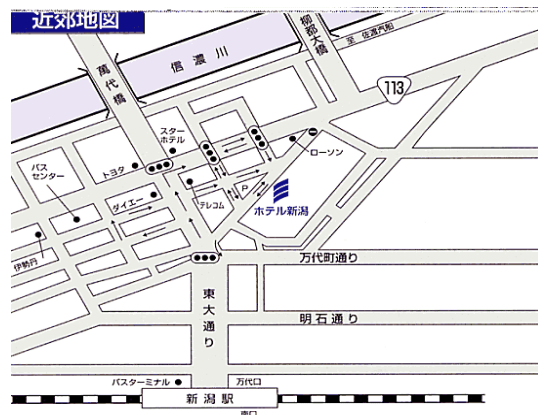 近郊地図
信濃川
柳都大橋
至 佐渡汽船
萬代橋
113
スター
ホテル
ローソン
トヨタ
バス
センター
P
ダイエー
テレコム
ホテル新潟
伊勢丹
万代町通り
東大通り
明石通り
バスターミナル
万代口
新潟駅
南口